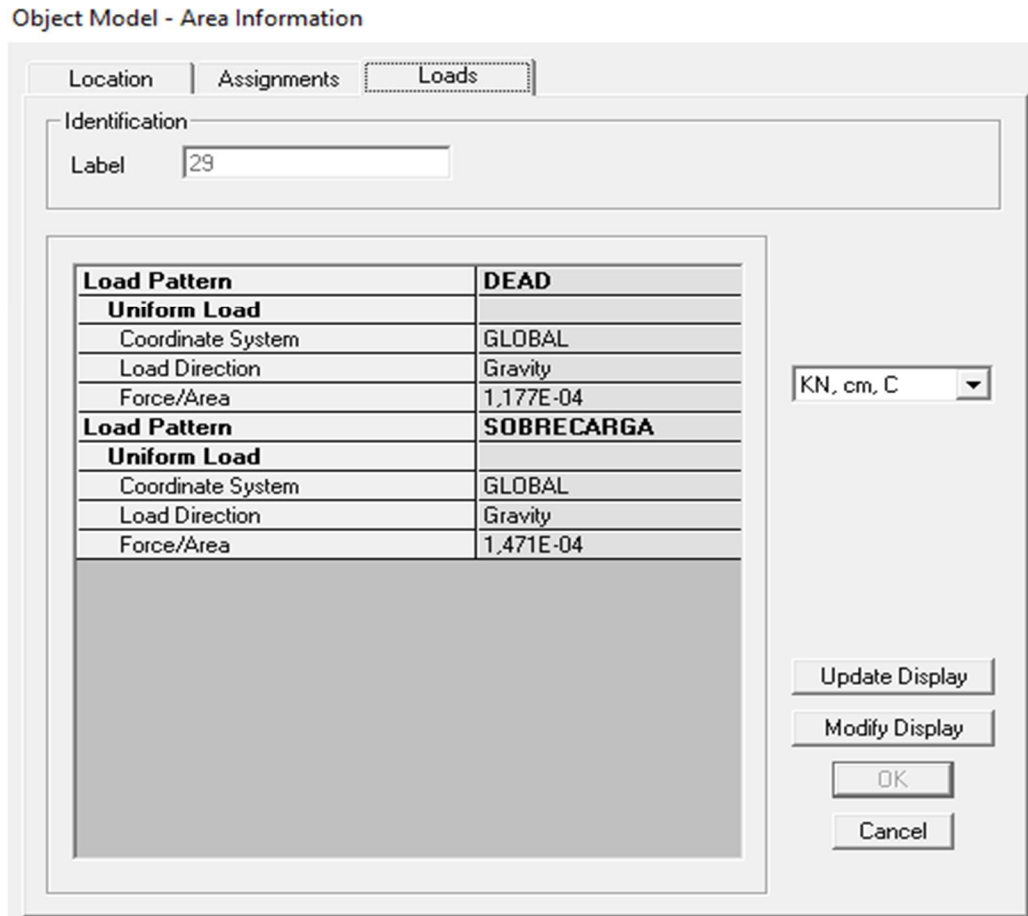 Object Model - Area Information
Location Assignments Loads
Identification
Label 29
Load Pattern DEAD
Uniform Load
Coordinate System GLOBAL
Load Direction Gravity
Force/Area 1,177E-04
Load Pattern SOBRECARGA
Uniform Load
Coordinate System GLOBAL
Load Direction Gravity
Force/Area 1,471E-04
KN, cm, C
Update Display
Modify Display
OK
Cancel